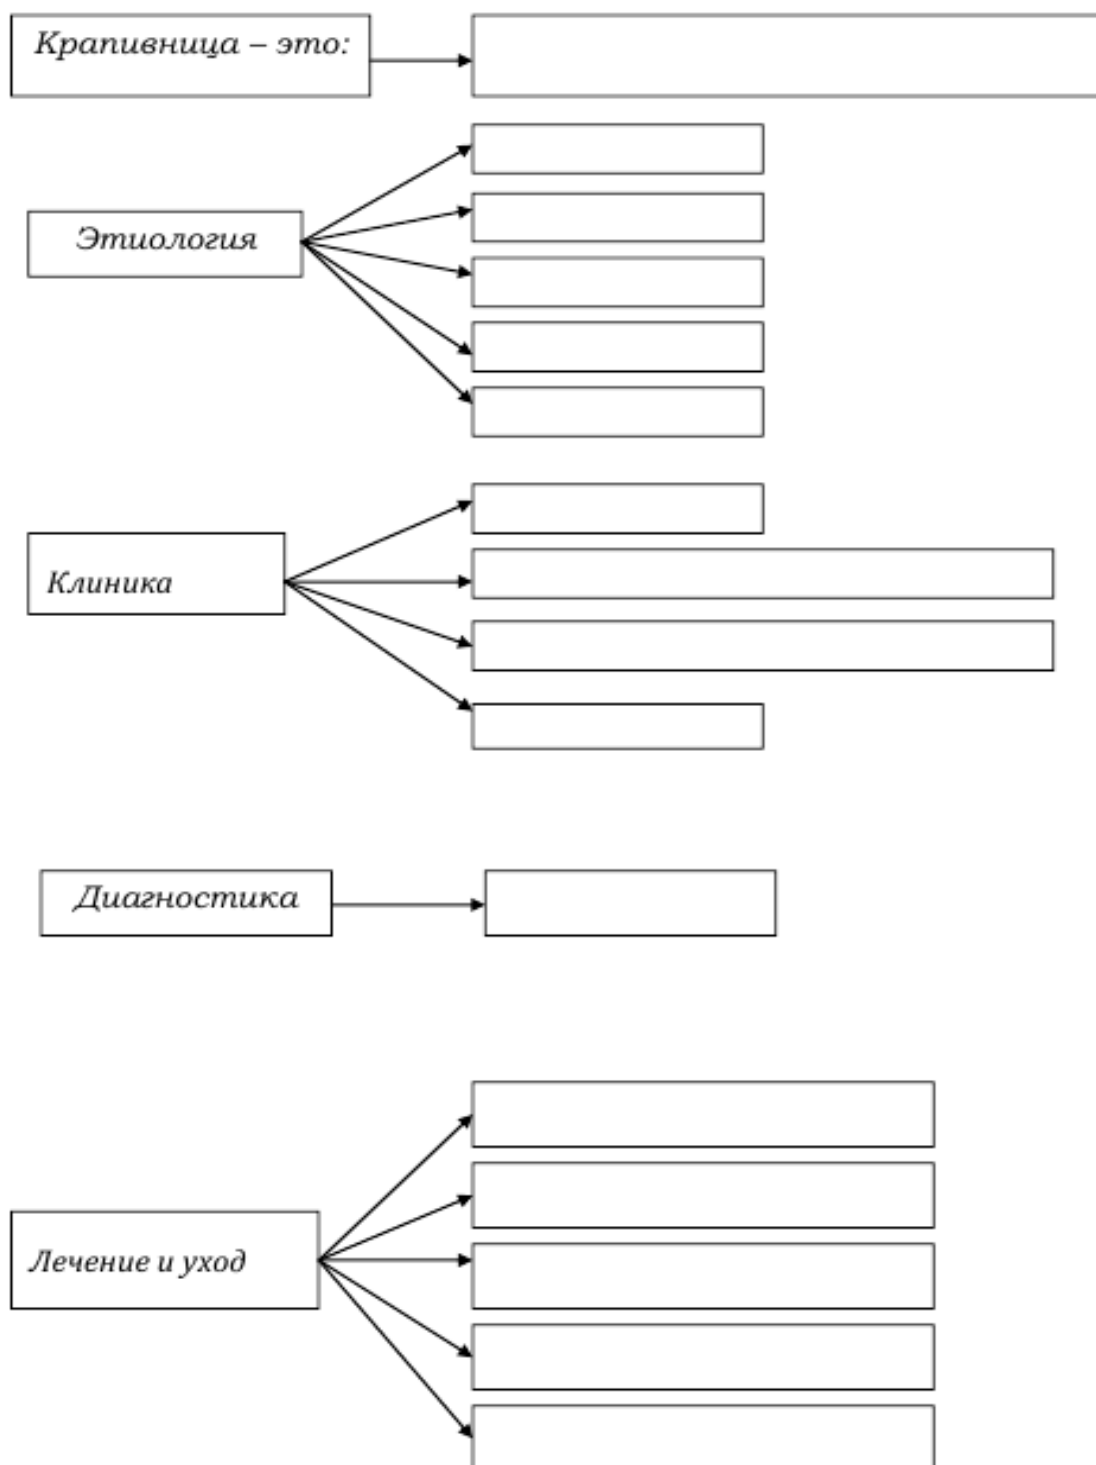 Крапивница – это:
Этиология
Клиника
Диагностика
Лечение и уход